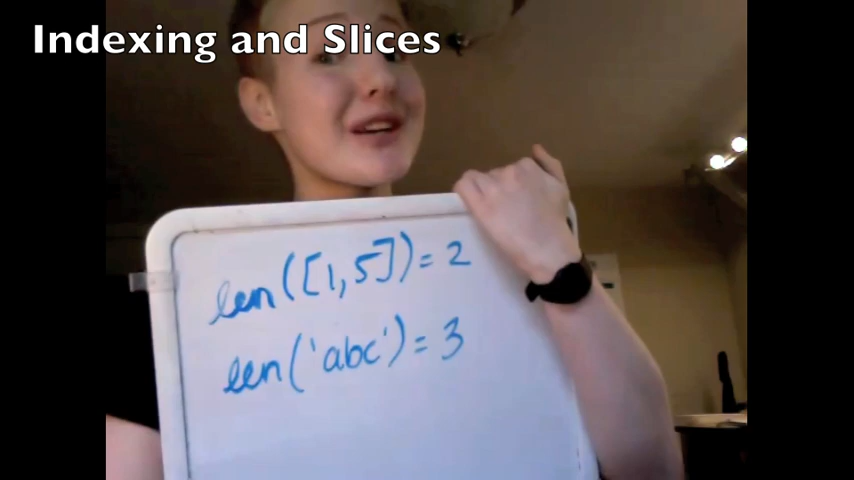 Indexing and Slices
len([1,5])=2
len('abc')=3